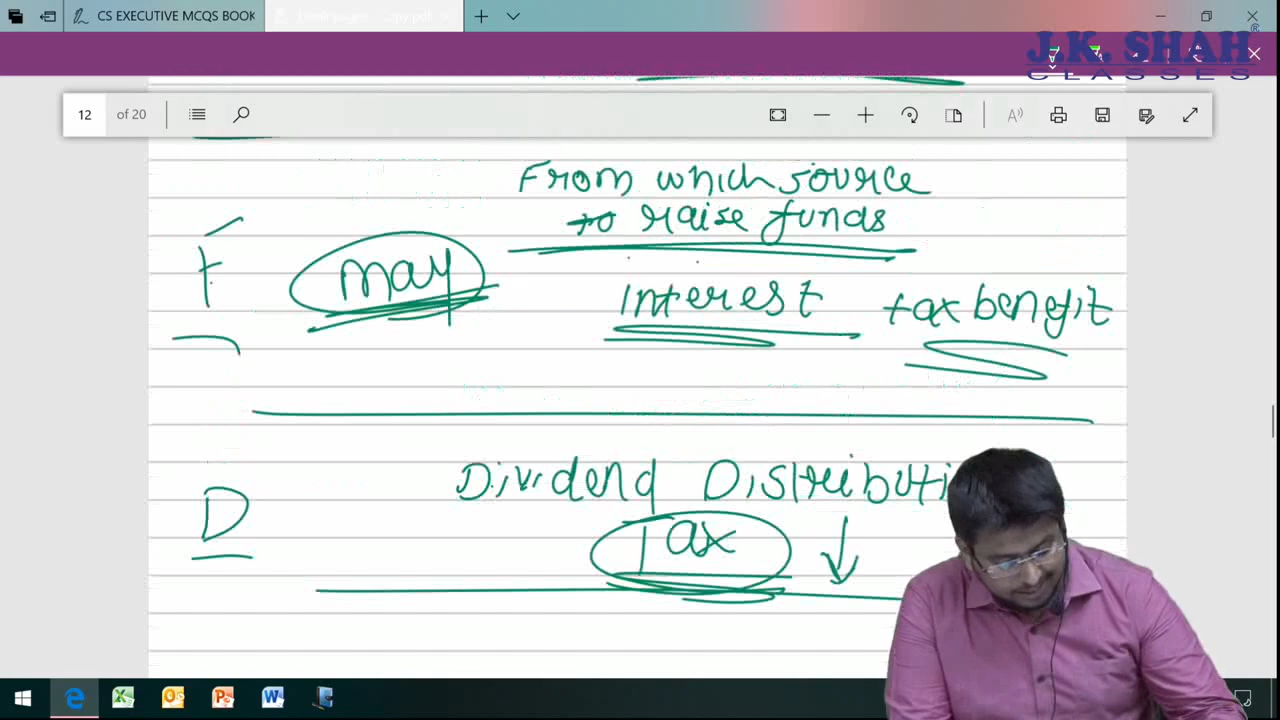 CS EXECUTIVE MCQS BOOK
J.K. SHAH
®
CLASSES
12 of 20
From which source
to raise funds
F
may
interest
tax benefit
D
Dividend Distributi
Tax